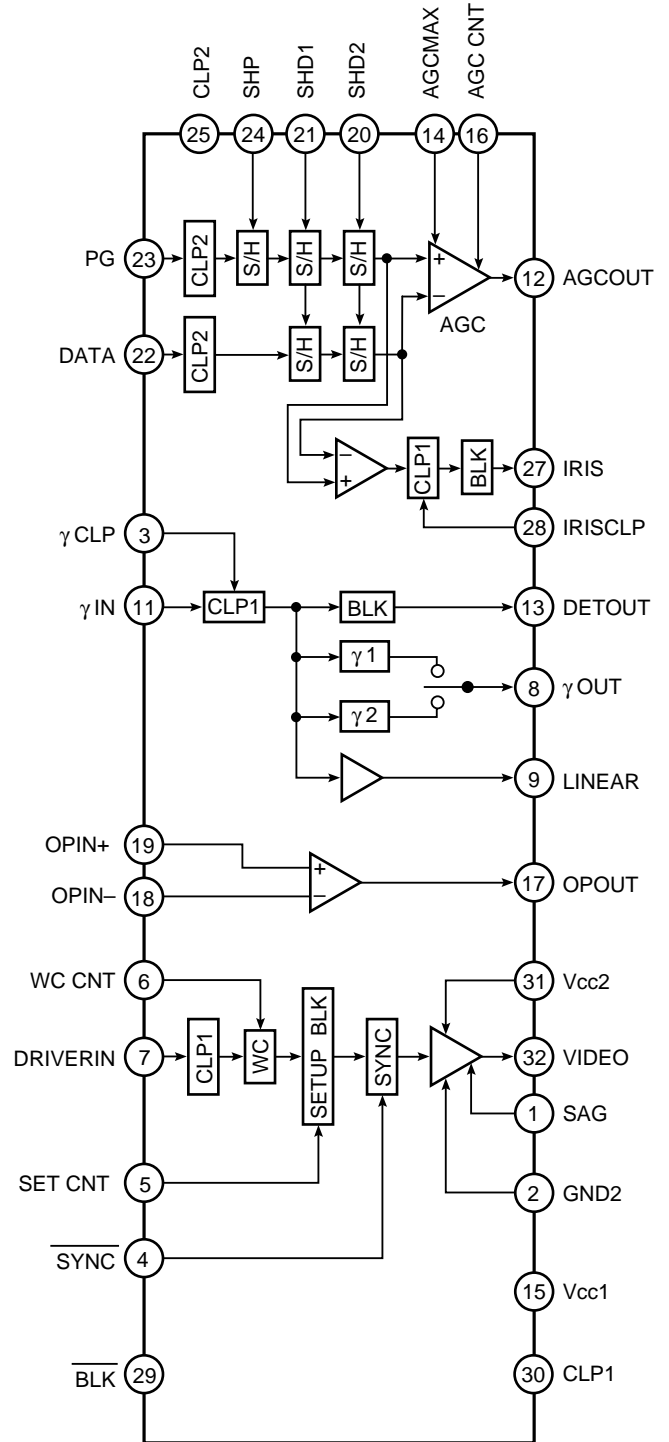 CLP2
SHP
SHD1
SHD2
AGCMAX
AGC CNT
25
24
21
20
14
16
PG
23
CLP2
S/H
S/H
S/H
+
−
AGC
12
AGCOUT
DATA
22
CLP2
S/H
S/H
−
+
CLP1
BLK
27
IRIS
28
IRISCLP
γ CLP
3
γ IN
11
CLP1
BLK
13
DETOUT
γ 1
γ 2
8
γ OUT
9
LINEAR
OPIN+
19
OPIN–
18
+
−
17
OPOUT
WC CNT
6
31
Vcc2
DRIVERIN
7
CLP1
WC
SETUP BLK
SYNC
32
VIDEO
1
SAG
SET CNT
5
2
GND2
SYNC
4
15
Vcc1
BLK
29
30
CLP1